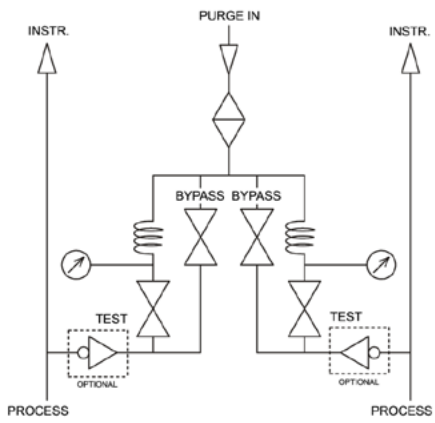 PURGE IN
INSTR.
INSTR.
BYPASS
BYPASS
TEST
TEST
OPTIONAL
OPTIONAL
PROCESS
PROCESS